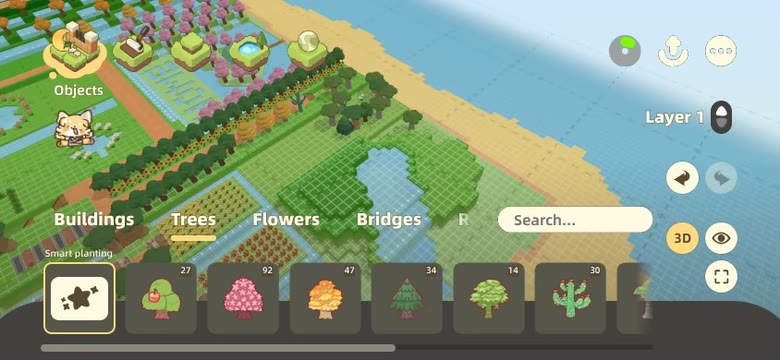 Objects
Layer 1
Buildings
Trees
Flowers
Bridges
R
Search...
3D
Smart planting
27
92
47
34
14
30